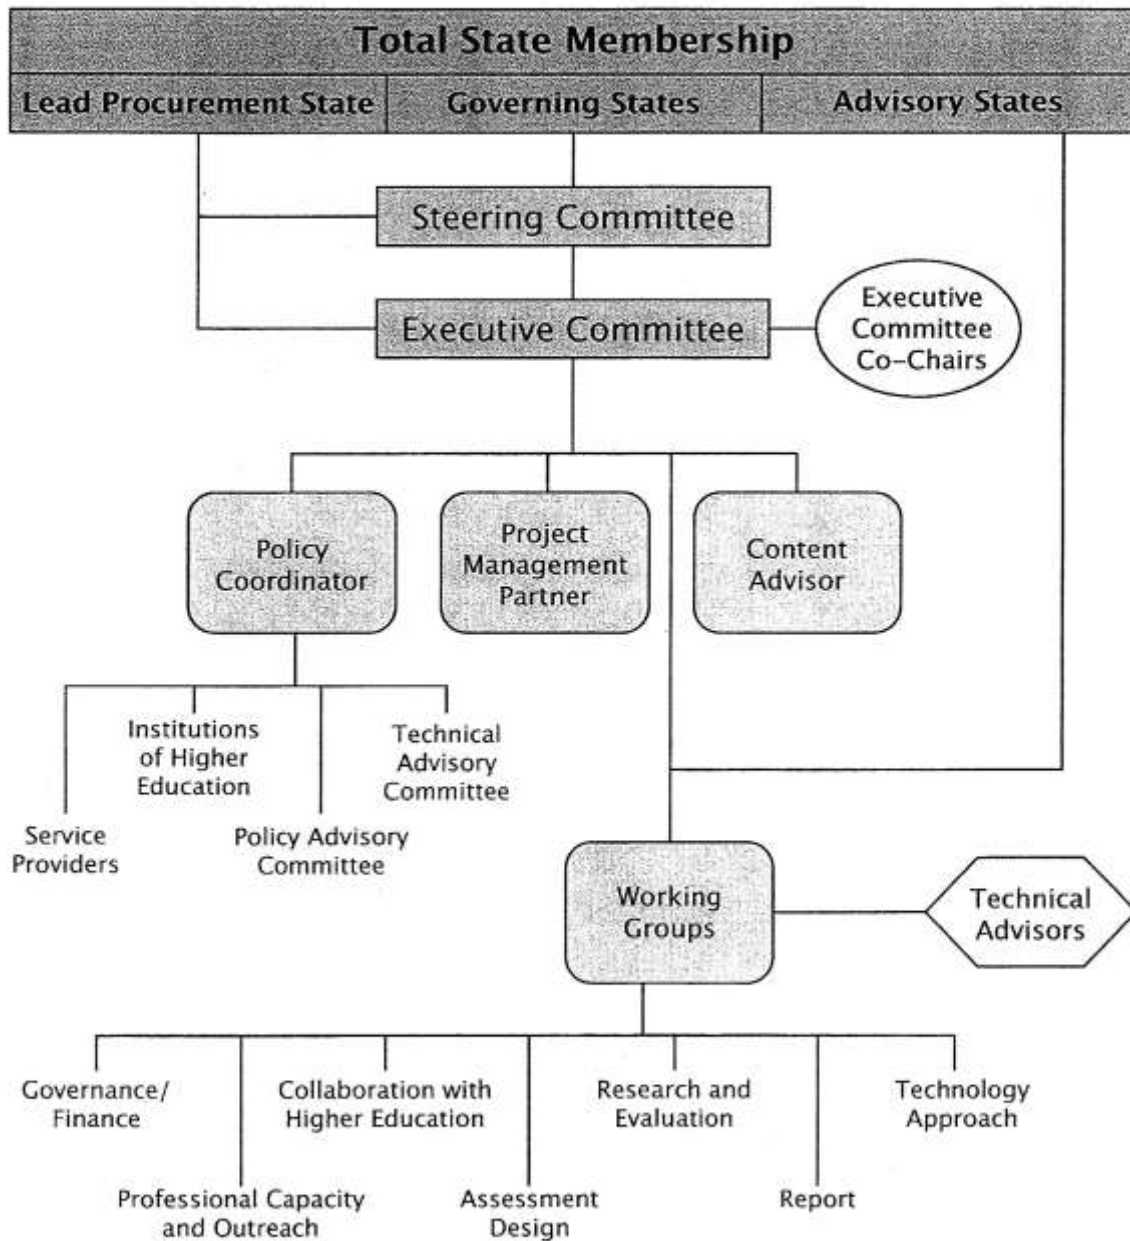 Total State Membership
Lead Procurement State
Governing States
Advisory States
Steering Committee
Executive Committee
Executive
Committee
Co-Chairs
Policy
Coordinator
Project
Management
Partner
Content
Advisor
Institutions
of Higher
Education
Technical
Advisory
Committee
Service
Providers
Policy Advisory
Committee
Working
Groups
Technical
Advisors
Governance/
Finance
Collaboration with
Higher Education
Research and
Evaluation
Technology
Approach
Professional Capacity
and Outreach
Assessment
Design
Report